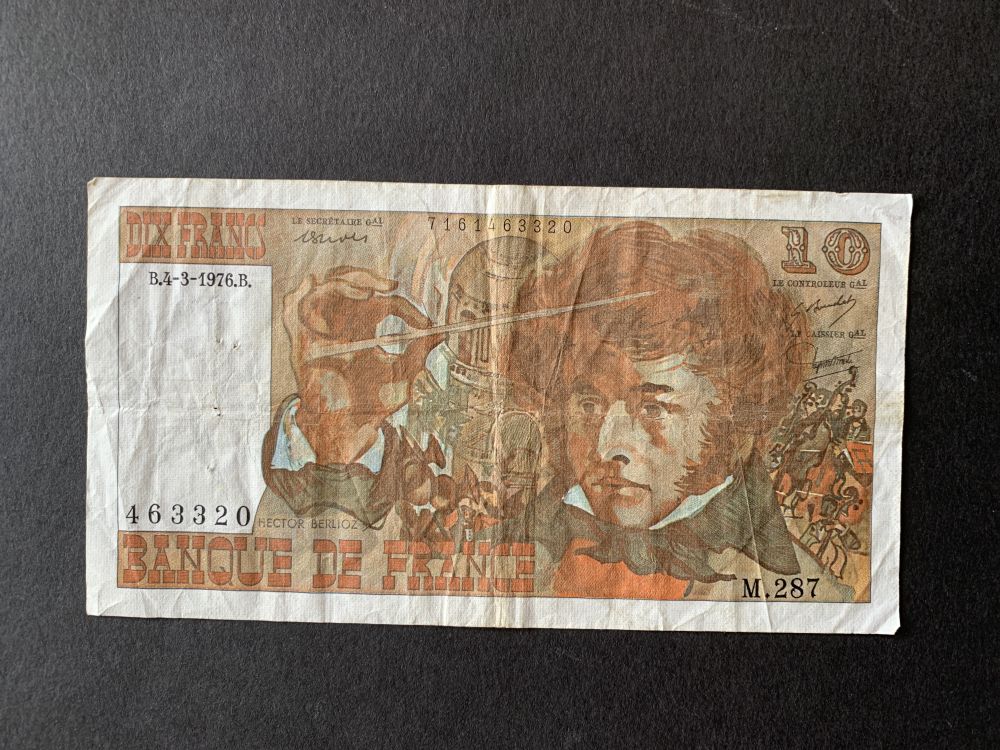 DIX FRANCS
LE SECRÉTAIRE GAL
7161463320
10
B.4-3-1976.B.
LE CONTROLEUR GAL
LE CAISSIER GAL
463320
HECTOR BERLIOZ
BANQUE DE FRANCE
M.287